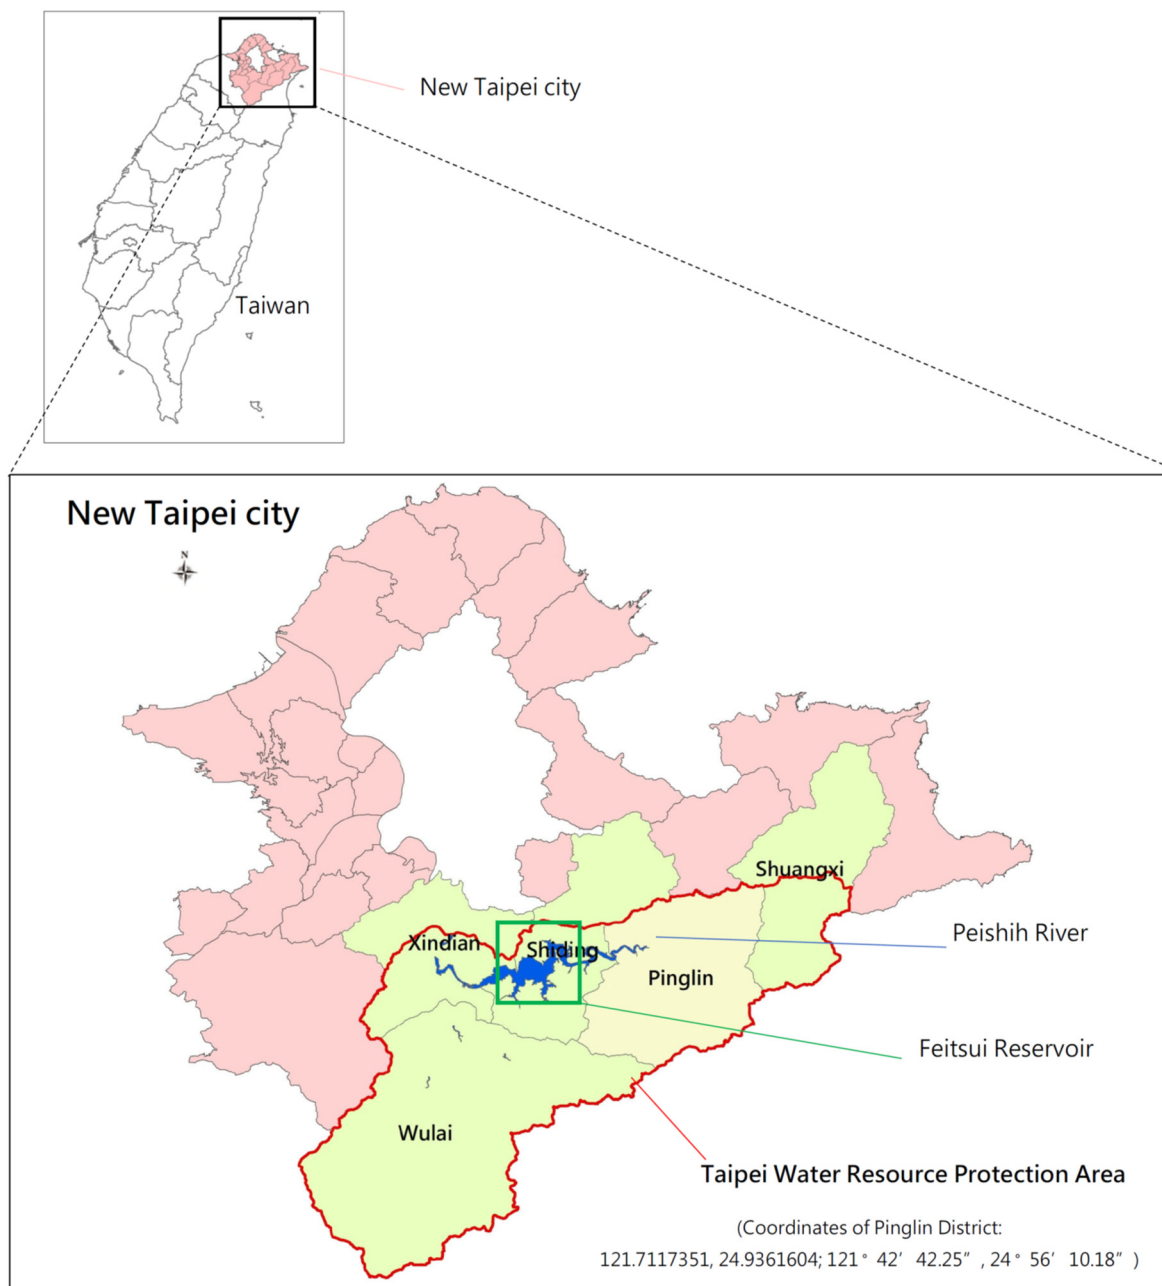 New Taipei city
Taiwan
New Taipei city
N
Shuangxi
Xindian
Shiding
Peishih River
Pinglin
Feitsui Reservoir
Wulai
Taipei Water Resource Protection Area
(Coordinates of Pinglin District:
121.7117351, 24.9361604; 121° 42′ 42.25″ , 24° 56′ 10.18″ )